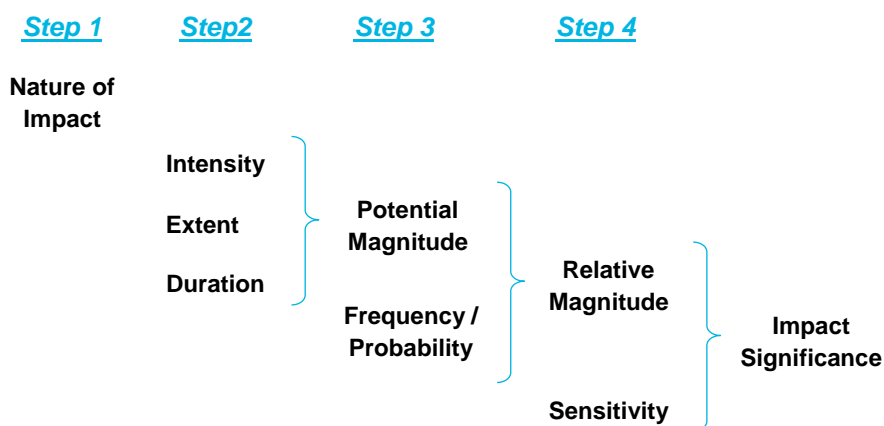 Step 1
Step2
Step 3
Step 4
Nature of
Impact
Intensity
Extent
Duration
Potential
Magnitude
Frequency /
Probability
Relative
Magnitude
Sensitivity
Impact
Significance